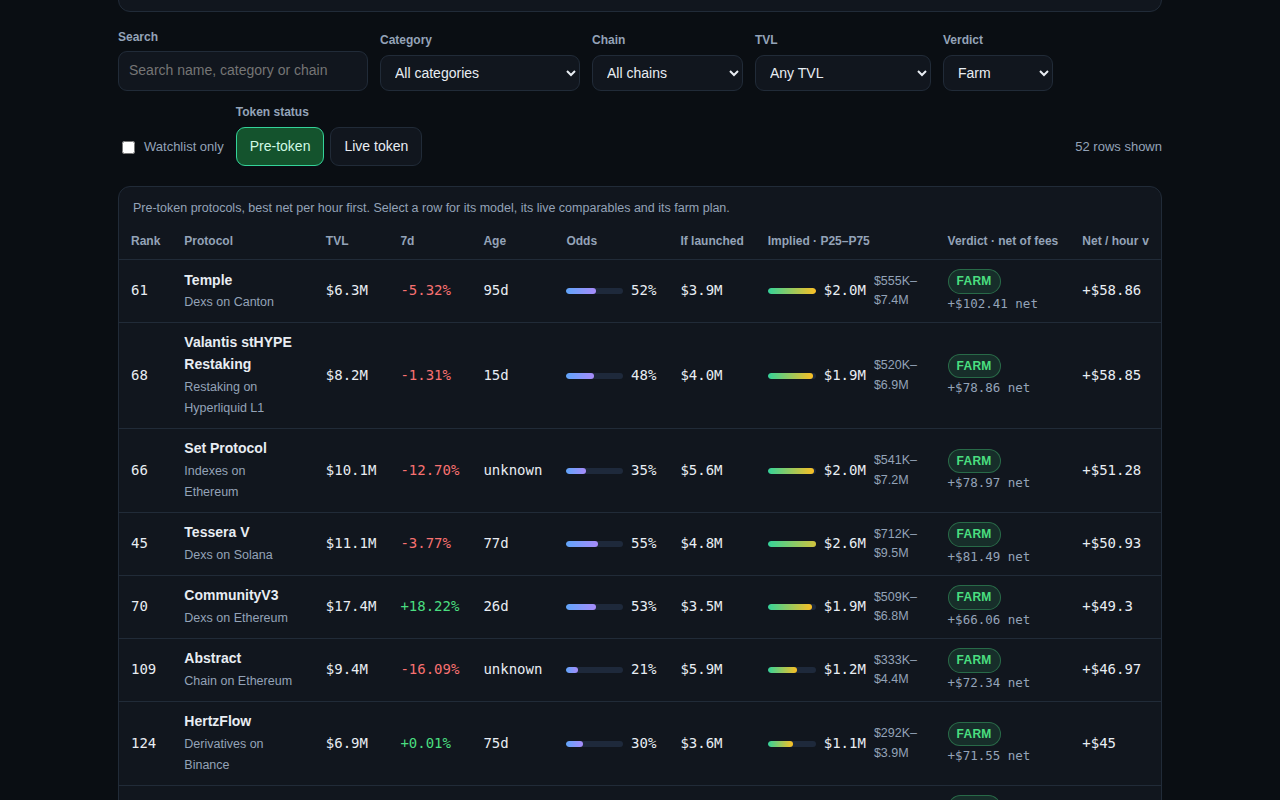 Search
Category
Chain
TVL
Verdict
Search name, category or chain
All categories
All chains
Any TVL
Farm
Token status
Watchlist only
Pre-token
Live token
52 rows shown
Pre-token protocols, best net per hour first. Select a row for its model, its live comparables and its farm plan.
Rank Protocol TVL 7d Age Odds If launched Implied · P25–P75 Verdict · net of fees Net / hour v
61 Temple $6.3M -5.32% 95d 52% $3.9M $2.0M $555K– FARM +$58.86
Dexs on Canton $7.4M +$102.41 net
Valantis stHYPE
Restaking
68 $8.2M -1.31% 15d 48% $4.0M $1.9M $520K– FARM +$58.85
Restaking on $6.9M +$78.86 net
Hyperliquid L1
Set Protocol
66 Indexes on $10.1M -12.70% unknown 35% $5.6M $2.0M $541K– FARM +$51.28
Ethereum $7.2M +$78.97 net
45 Tessera V $11.1M -3.77% 77d 55% $4.8M $2.6M $712K– FARM +$50.93
Dexs on Solana $9.5M +$81.49 net
70 CommunityV3 $17.4M +18.22% 26d 53% $3.5M $1.9M $509K– FARM +$49.3
Dexs on Ethereum $6.8M +$66.06 net
109 Abstract $9.4M -16.09% unknown 21% $5.9M $1.2M $333K– FARM +$46.97
Chain on Ethereum $4.4M +$72.34 net
HertzFlow
124 Derivatives on $6.9M +0.01% 75d 30% $3.6M $1.1M $292K– FARM +$45
Binance $3.9M +$71.55 net